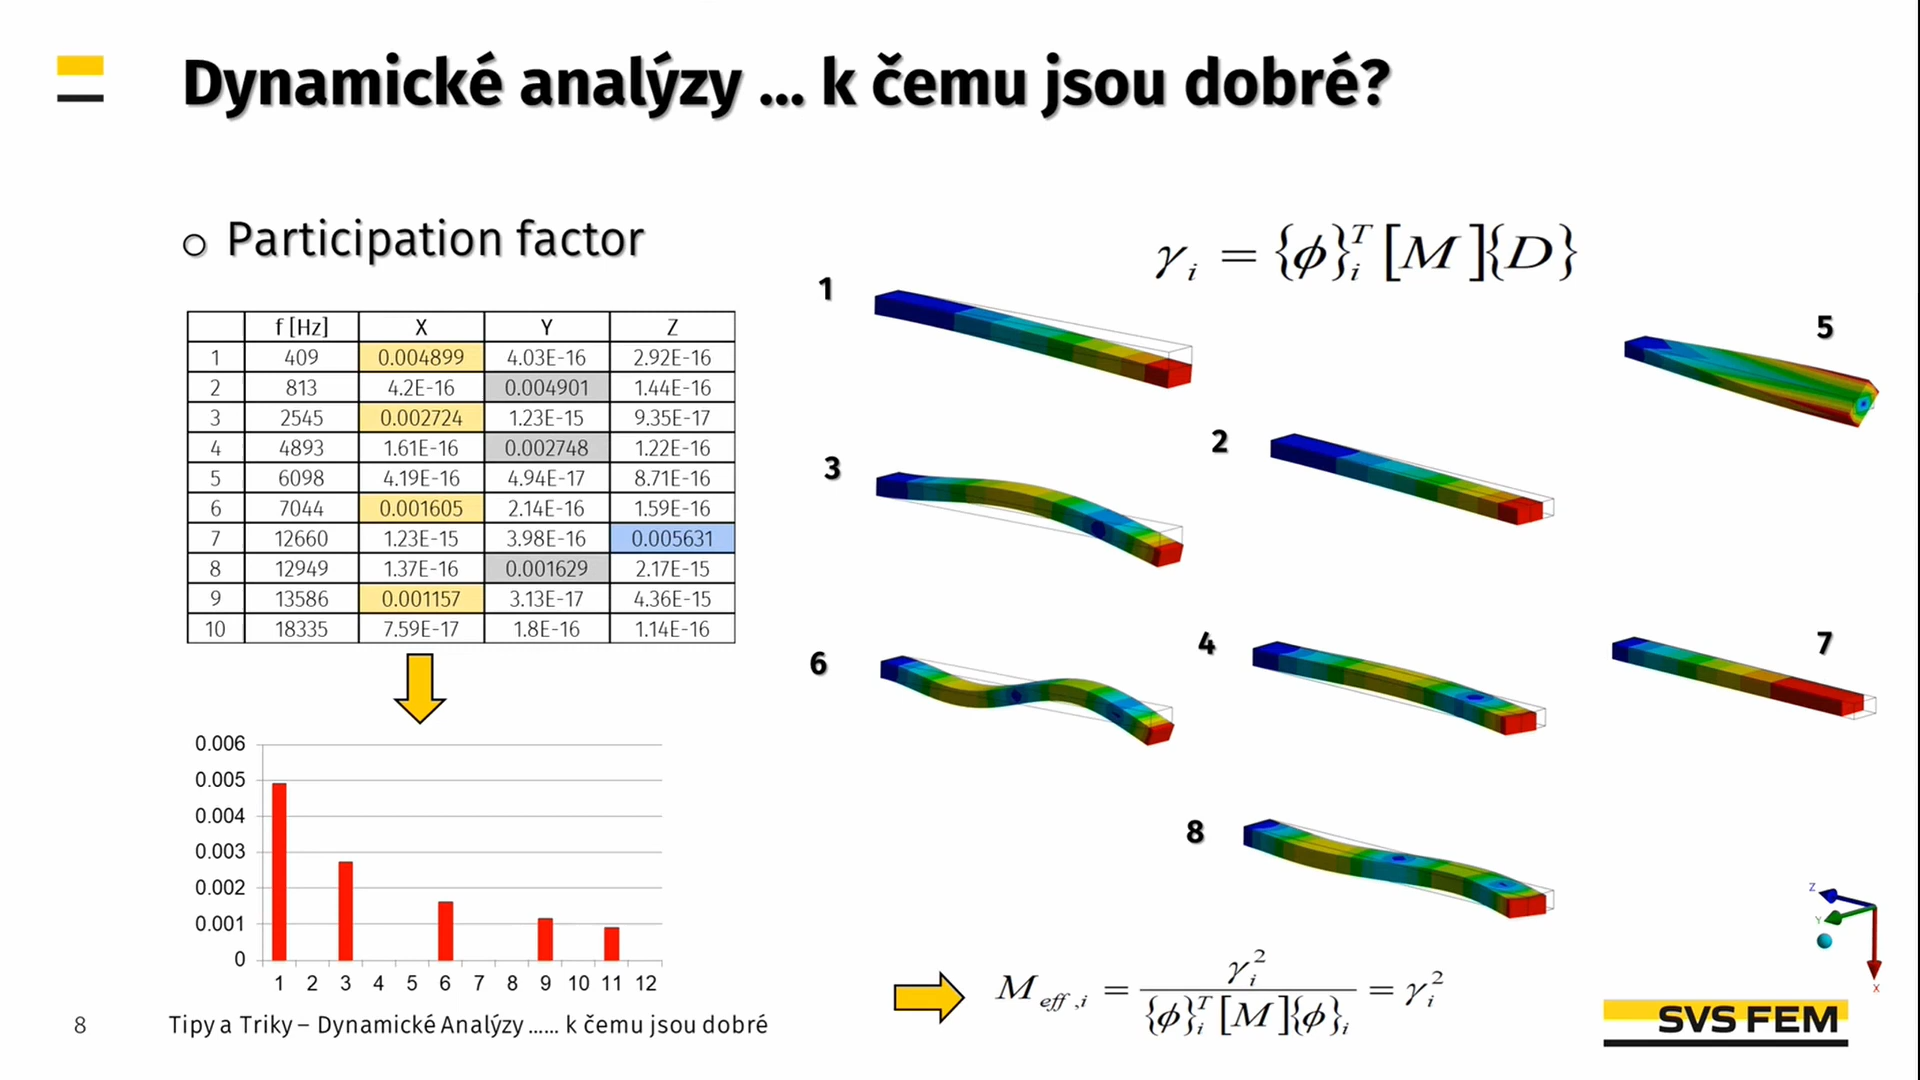 Dynamické analýzy ... k čemu jsou dobré?
Participation factor
γ i = {ϕ}iT [M]{D}
f [Hz] X Y Z
1 409 0.004899 4.03E-16 2.92E-16
2 813 4.2E-16 0.004901 1.44E-16
3 2545 0.002724 1.23E-15 9.35E-17
4 4893 1.61E-16 0.002748 1.22E-16
5 6098 4.19E-16 4.94E-17 8.71E-16
6 7044 0.001605 2.14E-16 1.59E-16
7 12660 1.23E-15 3.98E-16 0.005631
8 12949 1.37E-16 0.001629 2.17E-15
9 13586 0.001157 3.13E-17 4.36E-15
10 18335 7.59E-17 1.8E-16 1.14E-16
1
5
2
3
4
7
6
8
0.006
0.005
0.004
0.003
0.002
0.001
0
1 2 3 4 5 6 7 8 9 10 11 12
Z
Y
X
M eff ,i = γ i 2 / {ϕ}iT [M]{ϕ}i = γ i 2
8
Tipy a Triky – Dynamické Analýzy ...... k čemu jsou dobré
SVS FEM